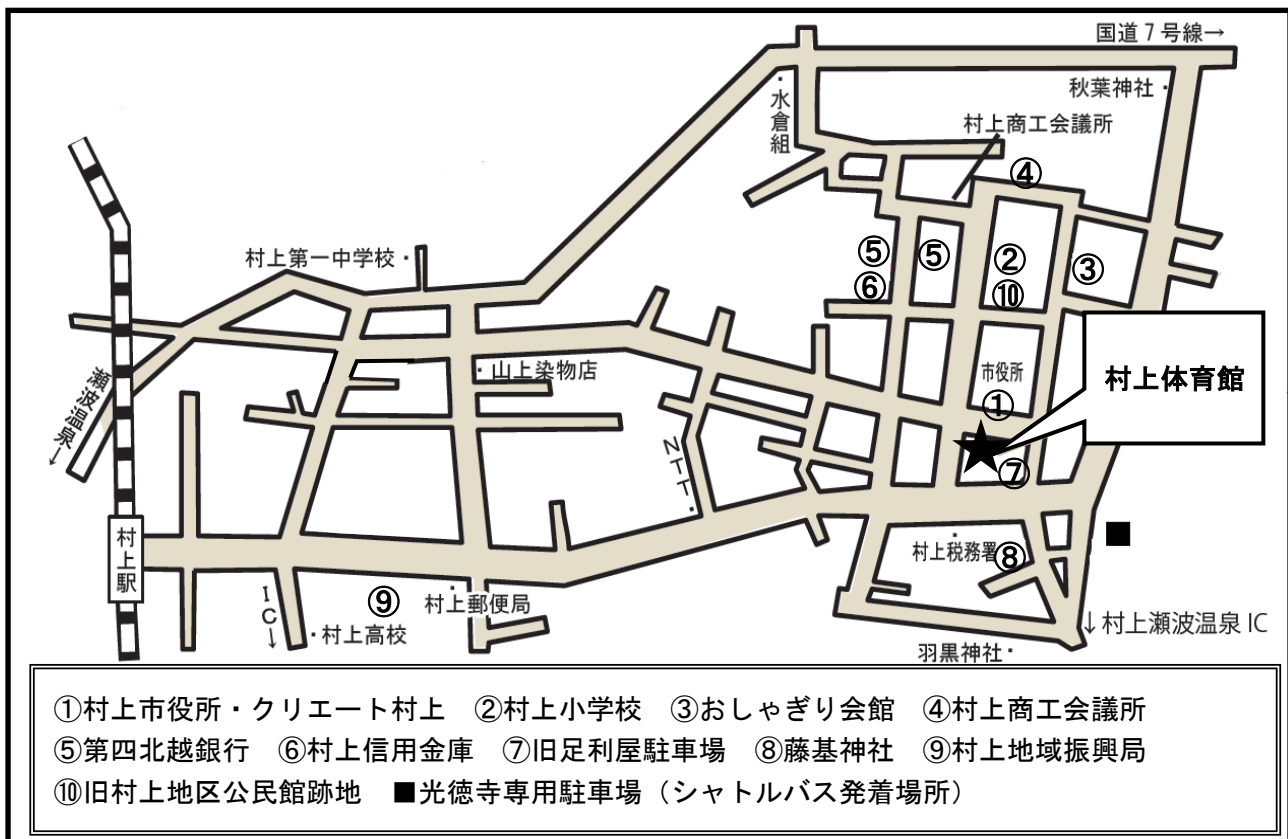 国道７号線→
秋葉神社
水倉組
村上商工会議所
④
村上第一中学校
⑤
⑤
②
③
⑥
⑩
瀬波温泉→
山上染物店
市役所
村上体育館
①
NTT
⑦
村上駅
村上税務署
⑧
■
IC→
⑨
村上郵便局
村上高校
↓村上瀬波温泉 IC
羽黒神社
①村上市役所・クリエート村上 ②村上小学校 ③おしゃぎり会館 ④村上商工会議所
⑤第四北越銀行 ⑥村上信用金庫 ⑦旧足利屋駐車場 ⑧藤基神社 ⑨村上地域振興局
⑩旧村上地区公民館跡地 ■光徳寺専用駐車場（シャトルバス発着場所）